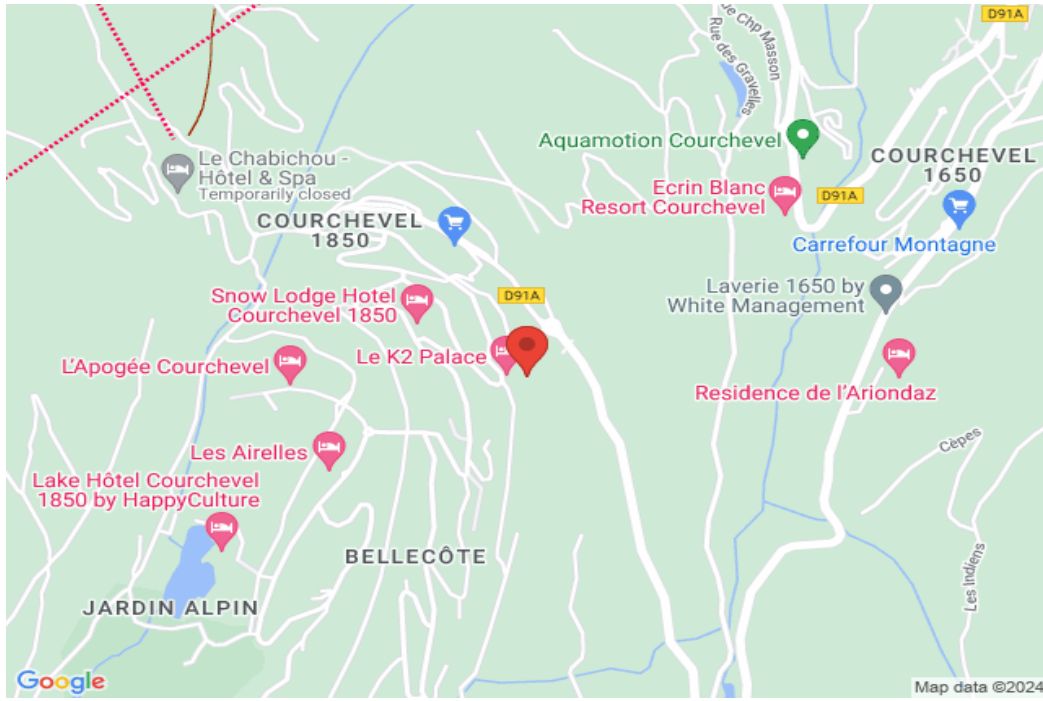 D91A
Rue Chp Masson
Rue des Gravelles
Aquamotion Courchevel
COURCHEVEL
1650
Le Chabichou -
Hôtel & Spa
Temporarily closed
Ecrin Blanc
Resort Courchevel
D91A
COURCHEVEL
1850
Carrefour Montagne
Laverie 1650 by
White Management
Snow Lodge Hotel
Courchevel 1850
D91A
Le K2 Palace
L'Apogée Courchevel
Residence de l'Ariondaz
Cèpes
Les Airelles
Lake Hôtel Courchevel
1850 by HappyCulture
BELLECÔTE
Les Indiens
JARDIN ALPIN
Google
Map data ©2024